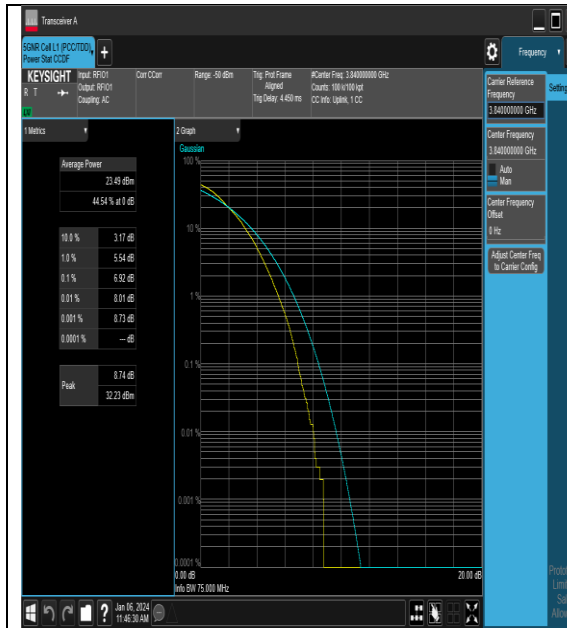 Transceiver A
5GNR Cell L1 (PCC/TDD)
Power Stat CCDF
+
Frequency
KEYSIGHT
R T
Input: RFIO1
Output: RFIO1
Coupling: AC
Corr CCorr
Range: -50 dBm
Trig: Prot Frame
Aligned
Trig Delay: 4.450 ms
#Center Freq: 3.840000000 GHz
Counts: 100 k/100 kpt
CC Info: Uplink, 1 CC
Carrier Reference
Frequency
3.840000000 GHz
Setting
Center Frequency
3.840000000 GHz
Auto
Man
Center Frequency
Offset
0 Hz
Adjust Center Freq
to Carrier Config
1 Metrics
Average Power
23.49 dBm
44.54 % at 0 dB
10.0 % 3.17 dB
1.0 % 5.54 dB
0.1 % 6.92 dB
0.01 % 8.01 dB
0.001 % 8.73 dB
0.0001 % --- dB
Peak
8.74 dB
32.23 dBm
2 Graph
Gaussian
100 %
10 %
1 %
0.1 %
0.01 %
0.001 %
0.0001 %
0.00 dB
20.00 dB
Info BW 75.000 MHz
?
Jan 06, 2024
11:46:30 AM